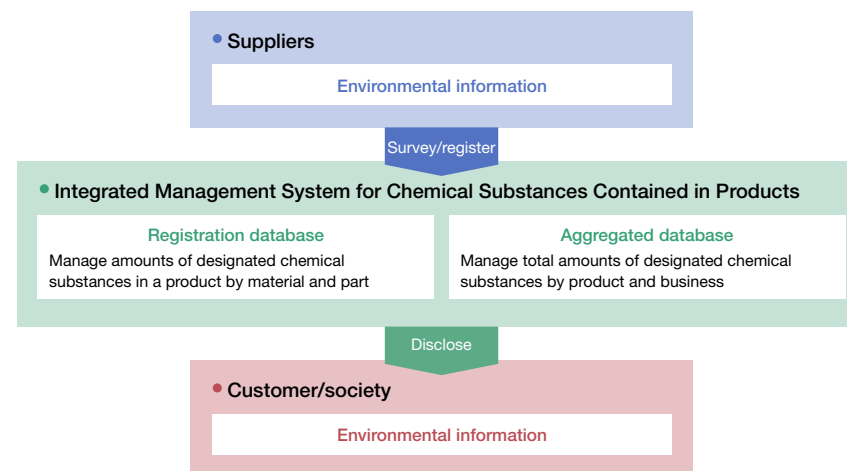 • Suppliers
Environmental information
Survey/register
• Integrated Management System for Chemical Substances Contained in Products
Registration database
Manage amounts of designated chemical
substances in a product by material and part
Aggregated database
Manage total amounts of designated chemical
substances by product and business
Disclose
• Customer/society
Environmental information